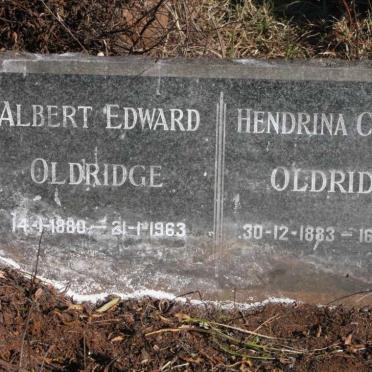 ALBERT EDWARD
OLDRIDGE
14-1-1880 – 21-1-1963
HENDRINA C
OLDRID
30-12-1883 – 16